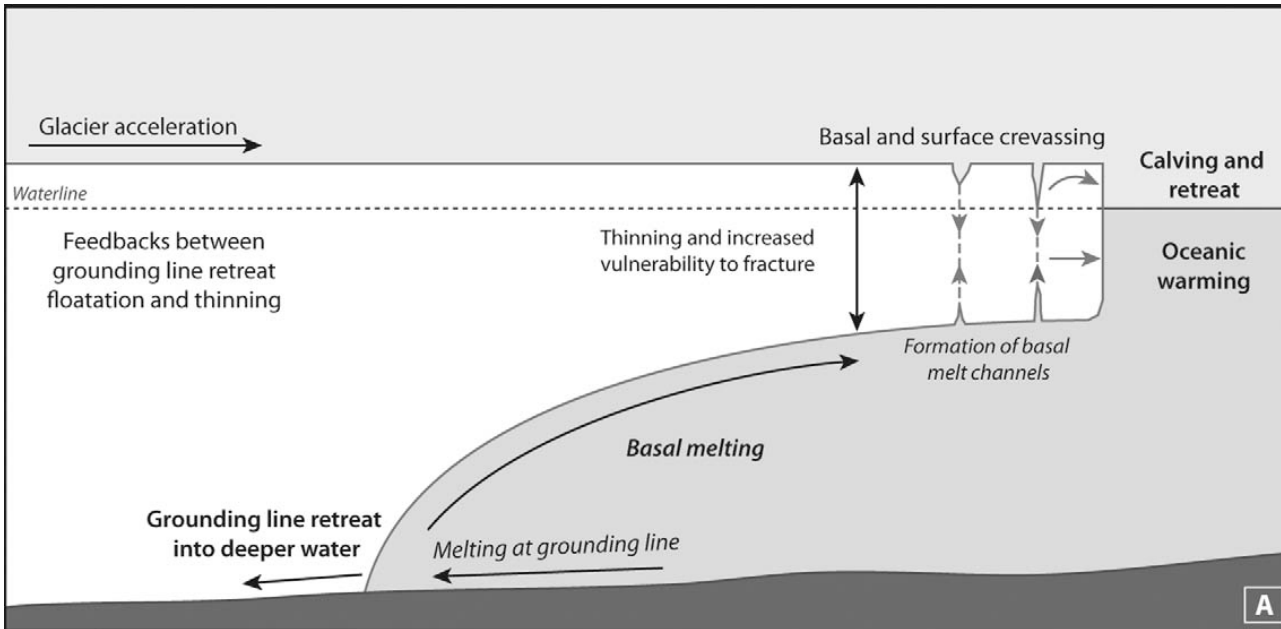 Glacier acceleration
Basal and surface crevassing
Calving and
retreat
Waterline
Feedbacks between
grounding line retreat
floatation and thinning
Thinning and increased
vulnerability to fracture
Oceanic
warming
Formation of basal
melt channels
Basal melting
Grounding line retreat
into deeper water
Melting at grounding line
A